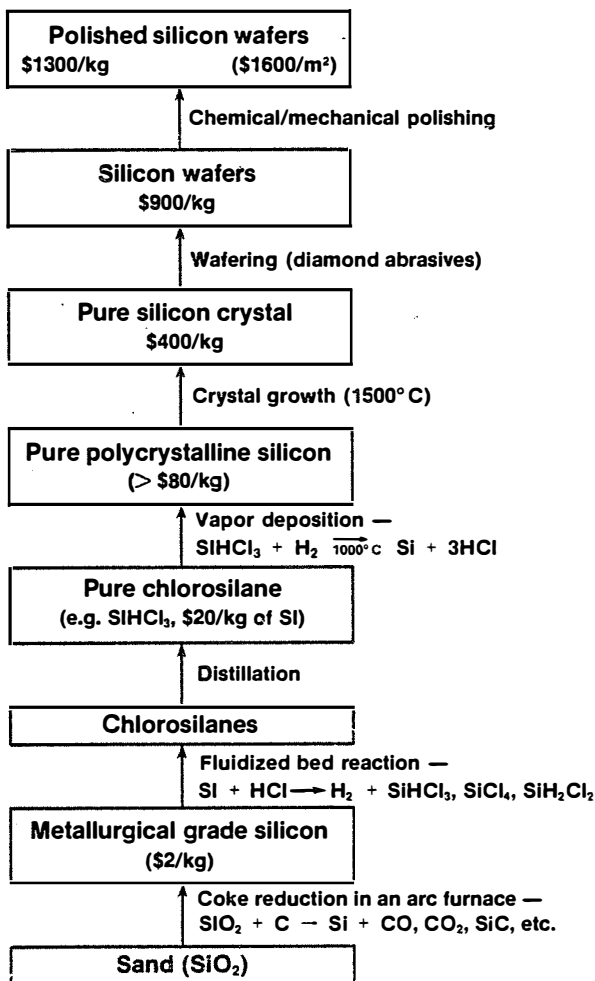 Polished silicon wafers
$1300/kg ($1600/m²)
Chemical/mechanical polishing
Silicon wafers
$900/kg
Wafering (diamond abrasives)
Pure silicon crystal
$400/kg
Crystal growth (1500° C)
Pure polycrystalline silicon
(> $80/kg)
Vapor deposition —
SIHCl₃ + H₂ →1000° C Si + 3HCl
Pure chlorosilane
(e.g. SIHCl₃, $20/kg of SI)
Distillation
Chlorosilanes
Fluidized bed reaction —
SI + HCl → H₂ + SiHCl₃, SiCl₄, SiH₂Cl₂
Metallurgical grade silicon
($2/kg)
Coke reduction in an arc furnace —
SIO₂ + C → Si + CO, CO₂, SiC, etc.
Sand (SiO₂)